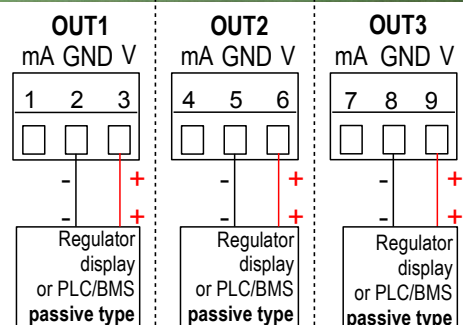 OUT1
mA GND V
1 2 3
- +
- +
Regulator
display
or PLC/BMS
passive type
OUT2
mA GND V
4 5 6
- +
- +
Regulator
display
or PLC/BMS
passive type
OUT3
mA GND V
7 8 9
- +
- +
Regulator
display
or PLC/BMS
passive type